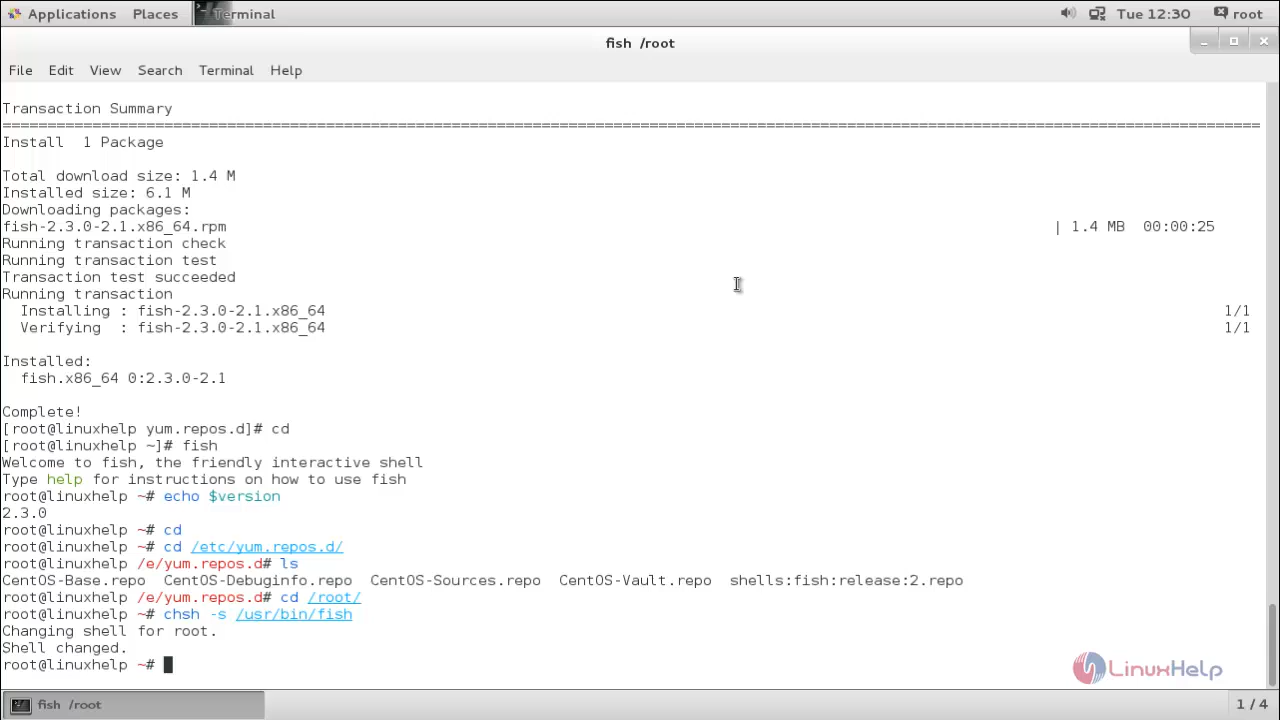 Applications Places Terminal Tue 12:30 root
fish /root
File Edit View Search Terminal Help
Transaction Summary
================================================================================================================================================
Install  1 Package
Total download size: 1.4 M
Installed size: 6.1 M
Downloading packages:
fish-2.3.0-2.1.x86_64.rpm | 1.4 MB  00:00:25
Running transaction check
Running transaction test
Transaction test succeeded
Running transaction
  Installing : fish-2.3.0-2.1.x86_64 1/1
  Verifying  : fish-2.3.0-2.1.x86_64 1/1
Installed:
  fish.x86_64 0:2.3.0-2.1
Complete!
[root@linuxhelp yum.repos.d]# cd
[root@linuxhelp ~]# fish
Welcome to fish, the friendly interactive shell
Type help for instructions on how to use fish
root@linuxhelp ~# echo $version
2.3.0
root@linuxhelp ~# cd
root@linuxhelp ~# cd /etc/yum.repos.d/
root@linuxhelp /e/yum.repos.d# ls
CentOS-Base.repo  CentOS-Debuginfo.repo  CentOS-Sources.repo  CentOS-Vault.repo  shells:fish:release:2.repo
root@linuxhelp /e/yum.repos.d# cd /root/
root@linuxhelp ~# chsh -s /usr/bin/fish
Changing shell for root.
Shell changed.
root@linuxhelp ~#
LinuxHelp
fish /root 1 / 4